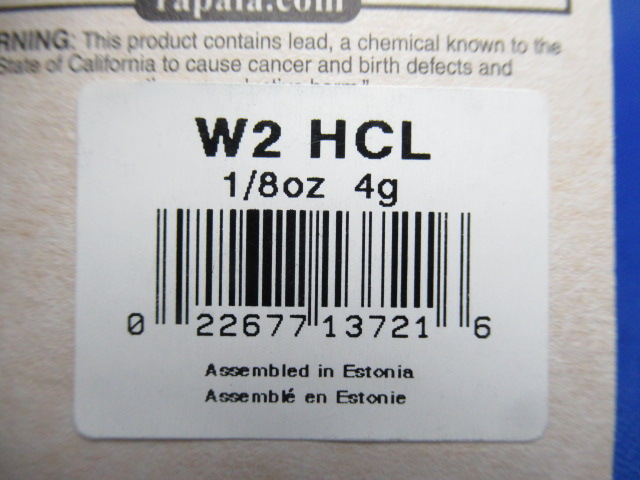 rapala.com
RNING: This product contains lead, a chemical known to the
State of California to cause cancer and birth defects and
W2 HCL
1/8oz 4g
0 22677 13721 6
Assembled in Estonia
Assemblé en Estonie